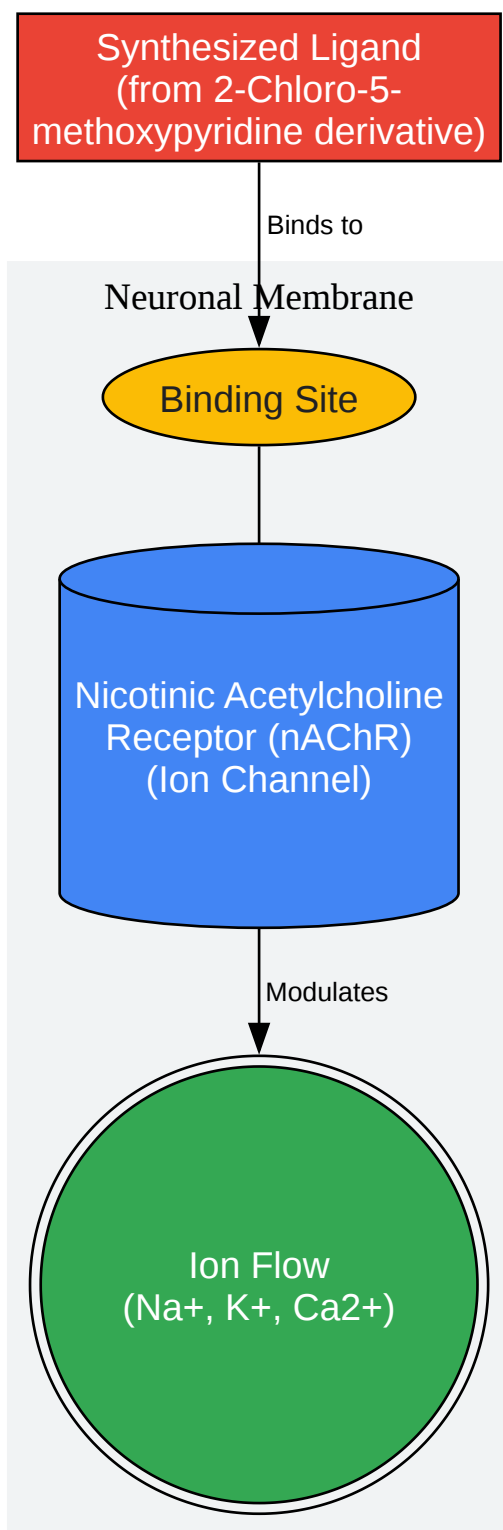 Synthesized Ligand
(from 2-Chloro-5-
methoxypyridine derivative)
Binds to
Neuronal Membrane
Binding Site
Nicotinic Acetylcholine
Receptor (nAChR)
(Ion Channel)
Modulates
Ion Flow
(Na+, K+, Ca2+)